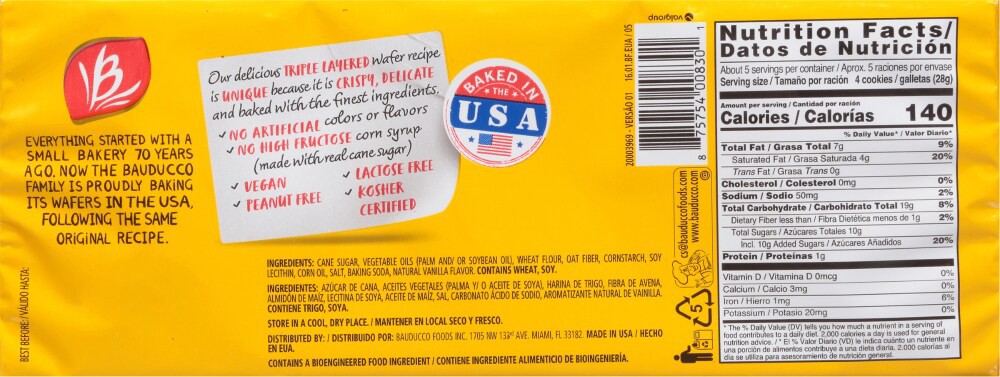 B
EVERYTHING STARTED WITH A
SMALL BAKERY 70 YEARS
AGO. NOW THE BAUDUCCO
FAMILY IS PROUDLY BAKING
ITS WAFERS IN THE USA,
FOLLOWING THE SAME
ORIGINAL RECIPE.
BEST BEFORE: / VÁLIDO HASTA:
Our delicious TRIPLE LAYERED wafer recipe
is UNIQUE because it is CRISPY, DELICATE
and baked with the finest ingredients.
✓ NO ARTIFICIAL colors or flavors
✓ NO HIGH FRUCTOSE corn syrup
(made with real cane sugar)
✓ VEGAN ✓ LACTOSE FREE
✓ PEANUT FREE ✓ KOSHER
CERTIFIED
BAKED IN
★ THE ★
USA
INGREDIENTS: CANE SUGAR, VEGETABLE OILS (PALM AND/ OR SOYBEAN OIL), WHEAT FLOUR, OAT FIBER, CORNSTARCH, SOY
LECITHIN, CORN OIL, SALT, BAKING SODA, NATURAL VANILLA FLAVOR. CONTAINS WHEAT, SOY.
INGREDIENTES: AZÚCAR DE CANA, ACEITES VEGETALES (PALMA Y/ O ACEITE DE SOYA), HARINA DE TRIGO, FIBRA DE AVENA,
ALMIDÓN DE MAÍZ, LECITINA DE SOYA, ACEITE DE MAÍZ, SAL, CARBONATO ÁCIDO DE SODIO, AROMATIZANTE NATURAL DE VAINILLA.
CONTIENE TRIGO, SOYA.
STORE IN A COOL, DRY PLACE. / MANTENER EN LOCAL SECO Y FRESCO.
DISTRIBUTED BY: / DISTRIBUIDO POR: BAUDUCCO FOODS INC. 1705 NW 133RD AVE. MIAMI, FL 33182. MADE IN USA / HECHO
EN EUA.
CONTAINS A BIOENGINEERED FOOD INGREDIENT / CONTIENE INGREDIENTE ALIMENTICIO DE BIOINGENIERÍA.
valgroup
20003969 - VERSÃO 01 16.01.BF.EUA / 05
8 75754 00830 1
cs@bauduccofoods.com
www.bauducco.com
5
Nutrition Facts/
Datos de Nutrición
About 5 servings per container / Aprox. 5 raciones por envase
Serving size / Tamaño por ración 4 cookies / galletas (28g)
Amount per serving / Cantidad por ración
Calories / Calorías 140
% Daily Value* / Valor Diario*
Total Fat / Grasa Total 7g 9%
Saturated Fat / Grasa Saturada 4g 20%
Trans Fat / Grasa Trans 0g
Cholesterol / Colesterol 0mg 0%
Sodium / Sodio 50mg 2%
Total Carbohydrate / Carbohidrato Total 19g 8%
Dietary Fiber less than / Fibra Dietética menos de 1g 2%
Total Sugars / Azúcares Totales 10g
Incl. 10g Added Sugars / Azúcares Añadidos 20%
Protein / Proteínas 1g
Vitamin D / Vitamina D 0mcg 0%
Calcium / Calcio 3mg 0%
Iron / Hierro 1mg 6%
Potassium / Potasio 20mg 0%
* The % Daily Value (DV) tells you how much a nutrient in a serving of
food contributes to a daily diet. 2,000 calories a day is used for general
nutrition advice. / * El % Valor Diario (VD) le indica cuánto un nutriente en
una porción de alimentos contribuye a una dieta diaria. 2,000 calorías al
día se utiliza para asesoramiento de nutrición general.